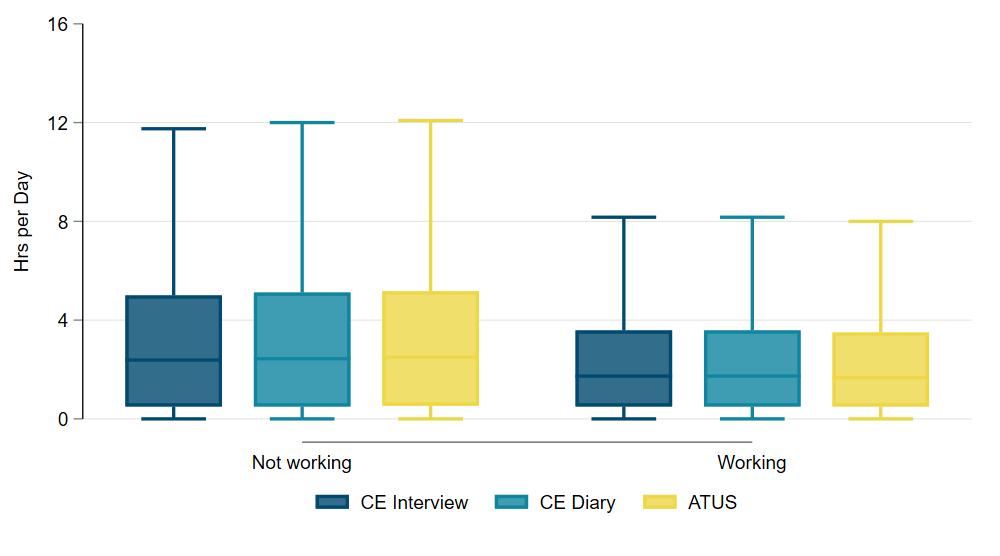 16
12
8
4
0
Hrs per Day
Not working
Working
CE Interview
CE Diary
ATUS